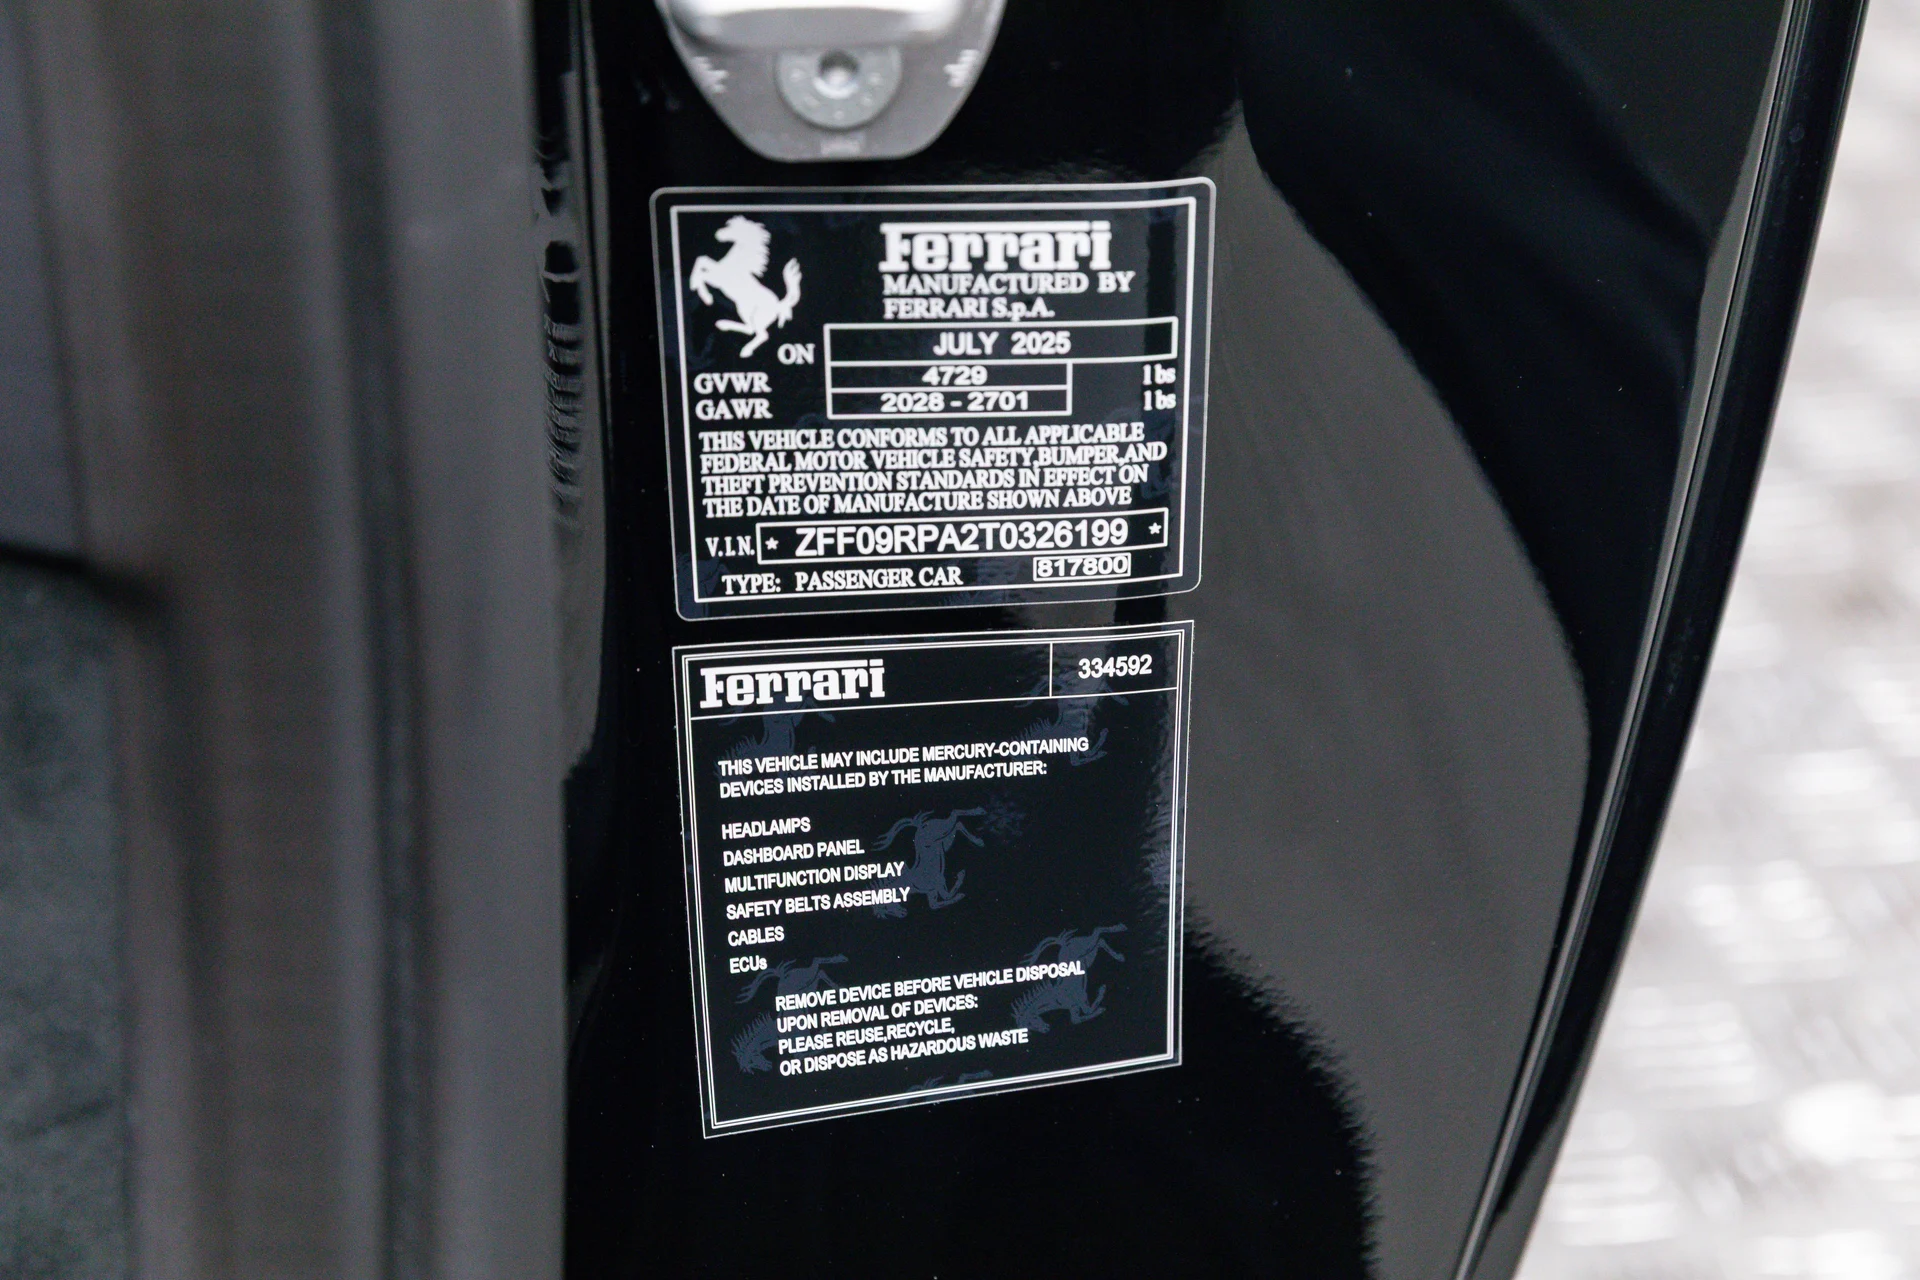 Ferrari
MANUFACTURED BY
FERRARI S.p.A.
ON JULY 2025
GVWR 4729 lbs
GAWR 2028 - 2701 lbs
THIS VEHICLE CONFORMS TO ALL APPLICABLE
FEDERAL MOTOR VEHICLE SAFETY,BUMPER,AND
THEFT PREVENTION STANDARDS IN EFFECT ON
THE DATE OF MANUFACTURE SHOWN ABOVE
V.I.N. * ZFF09RPA2T0326199 *
TYPE: PASSENGER CAR 817800
Ferrari 334592
THIS VEHICLE MAY INCLUDE MERCURY-CONTAINING
DEVICES INSTALLED BY THE MANUFACTURER:
HEADLAMPS
DASHBOARD PANEL
MULTIFUNCTION DISPLAY
SAFETY BELTS ASSEMBLY
CABLES
ECUs
REMOVE DEVICE BEFORE VEHICLE DISPOSAL
UPON REMOVAL OF DEVICES:
PLEASE REUSE,RECYCLE,
OR DISPOSE AS HAZARDOUS WASTE